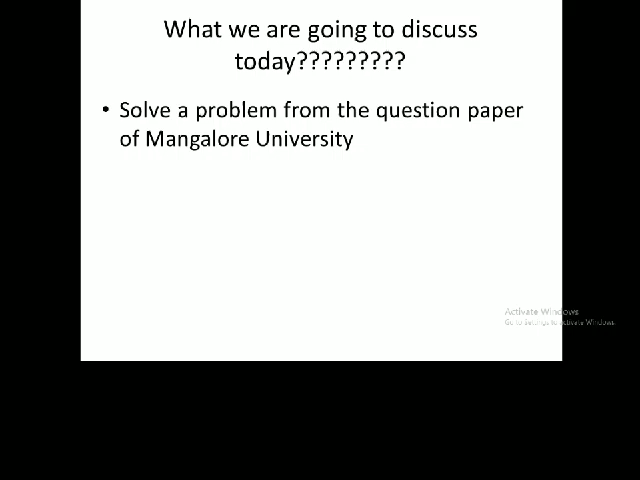 What we are going to discuss
today?????????
• Solve a problem from the question paper
of Mangalore University
Activate Windows
Go to Settings to activate Windows.